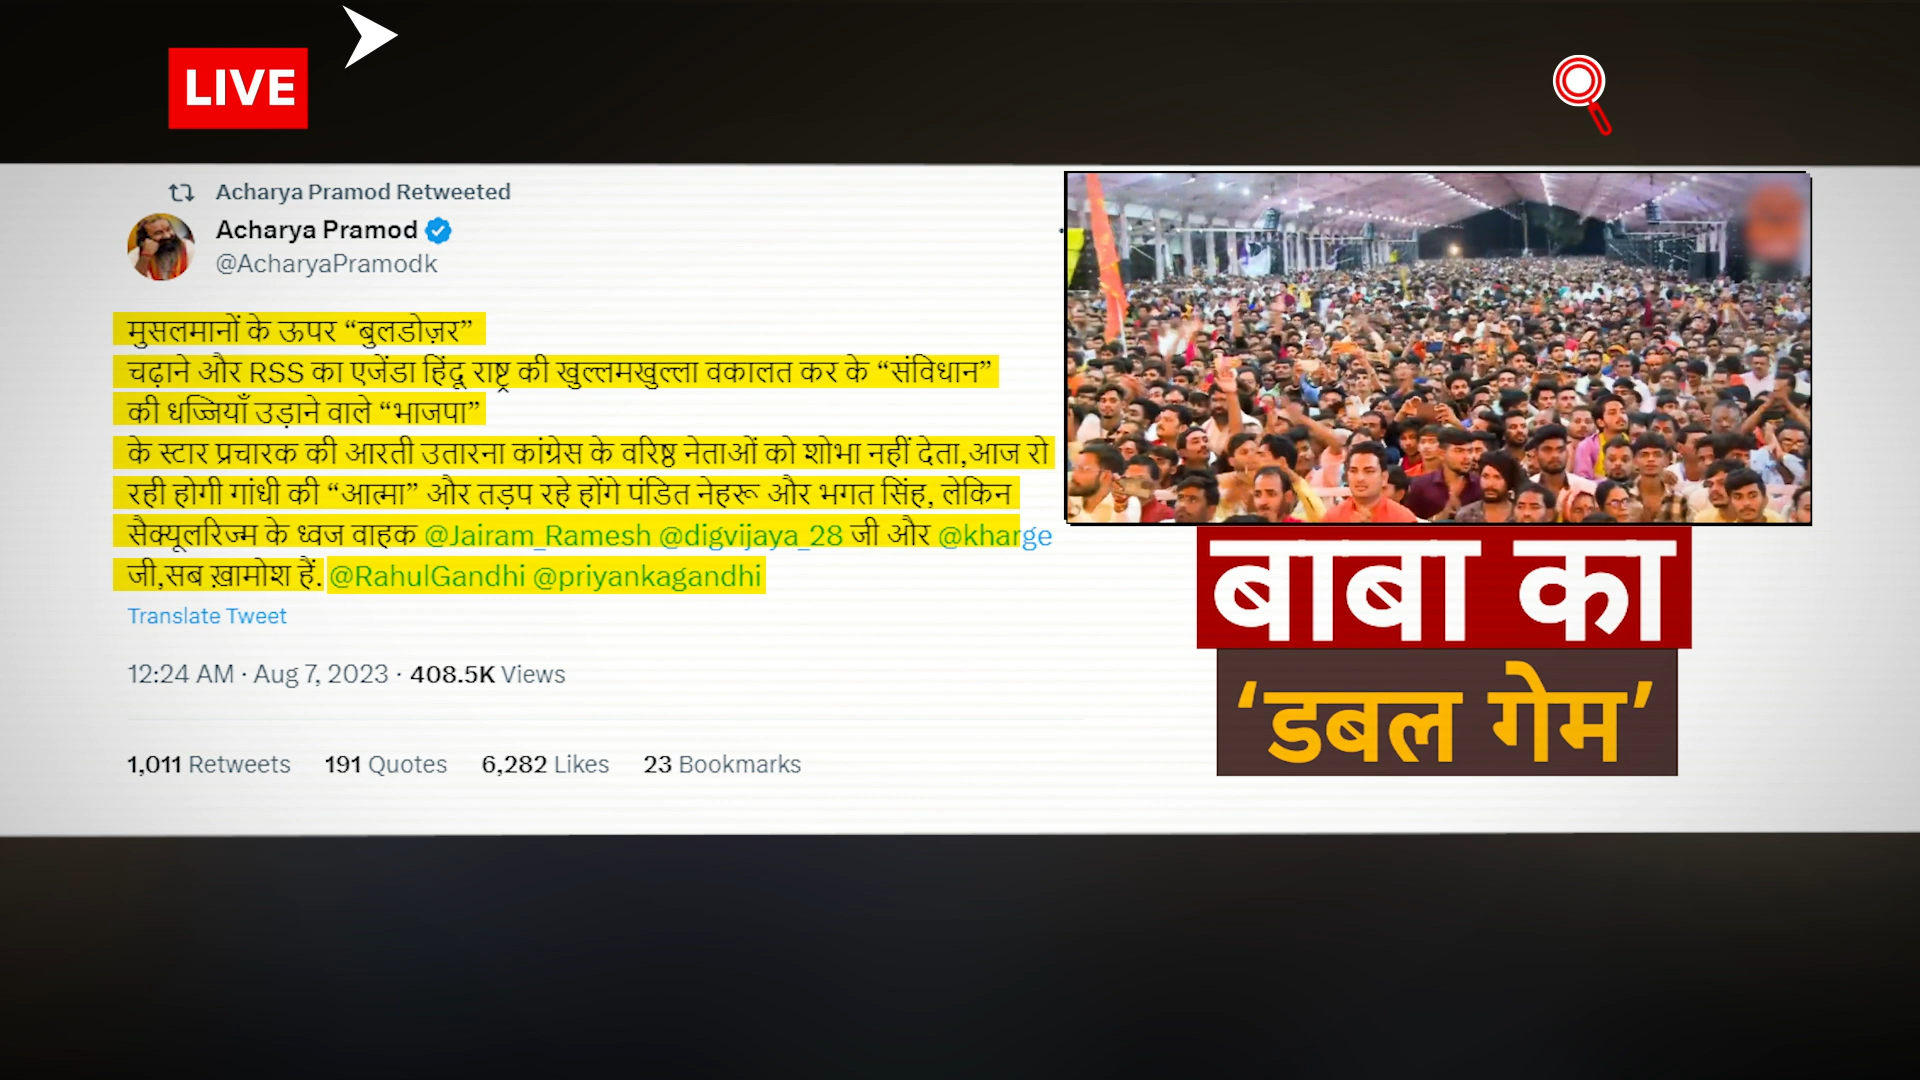 LIVE
Acharya Pramod Retweeted
Acharya Pramod
@AcharyaPramodk
मुसलमानों के ऊपर “बुलडोज़र”
चढ़ाने और RSS का एजेंडा हिंदू राष्ट्र की खुल्लमखुल्ला वकालत कर के “संविधान”
की धज्जियाँ उड़ाने वाले “भाजपा”
के स्टार प्रचारक की आरती उतारना कांग्रेस के वरिष्ठ नेताओं को शोभा नहीं देता,आज रो
रही होगी गांधी की “आत्मा” और तड़प रहे होंगे पंडित नेहरू और भगत सिंह, लेकिन
सैक्यूलरिज्म के ध्वज वाहक @Jairam_Ramesh @digvijaya_28 जी और @kharge
जी,सब ख़ामोश हैं. @RahulGandhi @priyankagandhi
Translate Tweet
12:24 AM · Aug 7, 2023 · 408.5K Views
1,011 Retweets 191 Quotes 6,282 Likes 23 Bookmarks
बाबा का
‘डबल गेम’